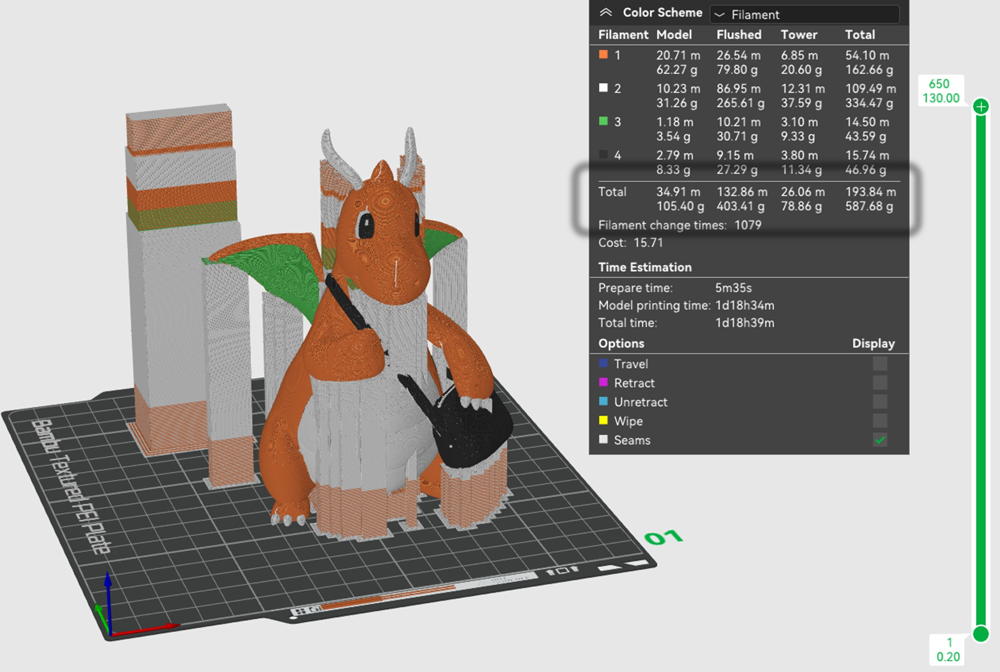 Color Scheme Filament
Filament Model Flushed Tower Total
1 20.71 m 26.54 m 6.85 m 54.10 m
62.27 g 79.80 g 20.60 g 162.66 g
2 10.23 m 86.95 m 12.31 m 109.49 m
31.26 g 265.61 g 37.59 g 334.47 g
3 1.18 m 10.21 m 3.10 m 14.50 m
3.54 g 30.71 g 9.33 g 43.59 g
4 2.79 m 9.15 m 3.80 m 15.74 m
8.33 g 27.29 g 11.34 g 46.96 g
Total 34.91 m 132.86 m 26.06 m 193.84 m
105.40 g 403.41 g 78.86 g 587.68 g
Filament change times: 1079
Cost: 15.71
Time Estimation
Prepare time: 5m35s
Model printing time: 1d18h34m
Total time: 1d18h39m
Options Display
Travel
Retract
Unretract
Wipe
Seams
650
130.00
1
0.20
Bambu Textured PEI Plate
01